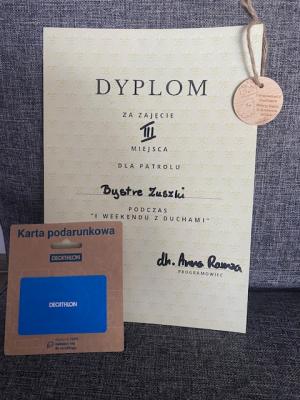 DYPLOM
ZA ZAJĘCIE
III
MIEJSCA
DLA PATROLU
Bystre Zuszki
PODCZAS
"I WEEKENDU Z DUCHAMI"
dh. Anna
PROGRAMOWIEC
Karta podarunkowa
DECATHLON
DECATHLON